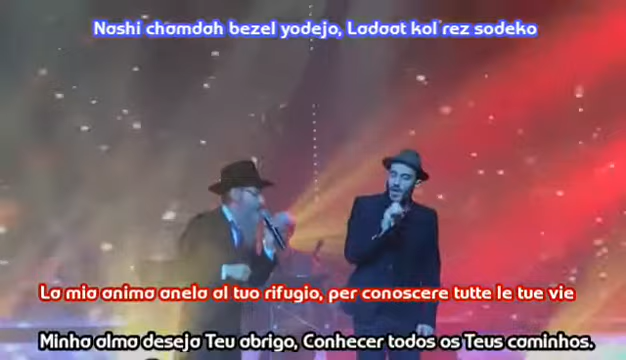 Nashi chamdah bezel yodejo, Ladaat kol rez sodeko
La mia anima anela al tuo rifugio, per conoscere tutte le tue vie
Minha alma deseja Teu abrigo, Conhecer todos os Teus caminhos.